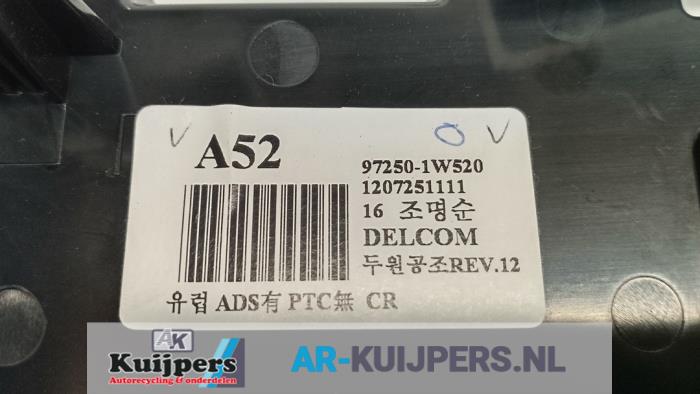 A52
97250-1W520
1207251111
16 조명순
DELCOM
두원공조REV.12
유럽 ADS有 PTC無 CR
AK
Kuijpers
Autorecycling & onderdelen
AR-KUIJPERS.NL